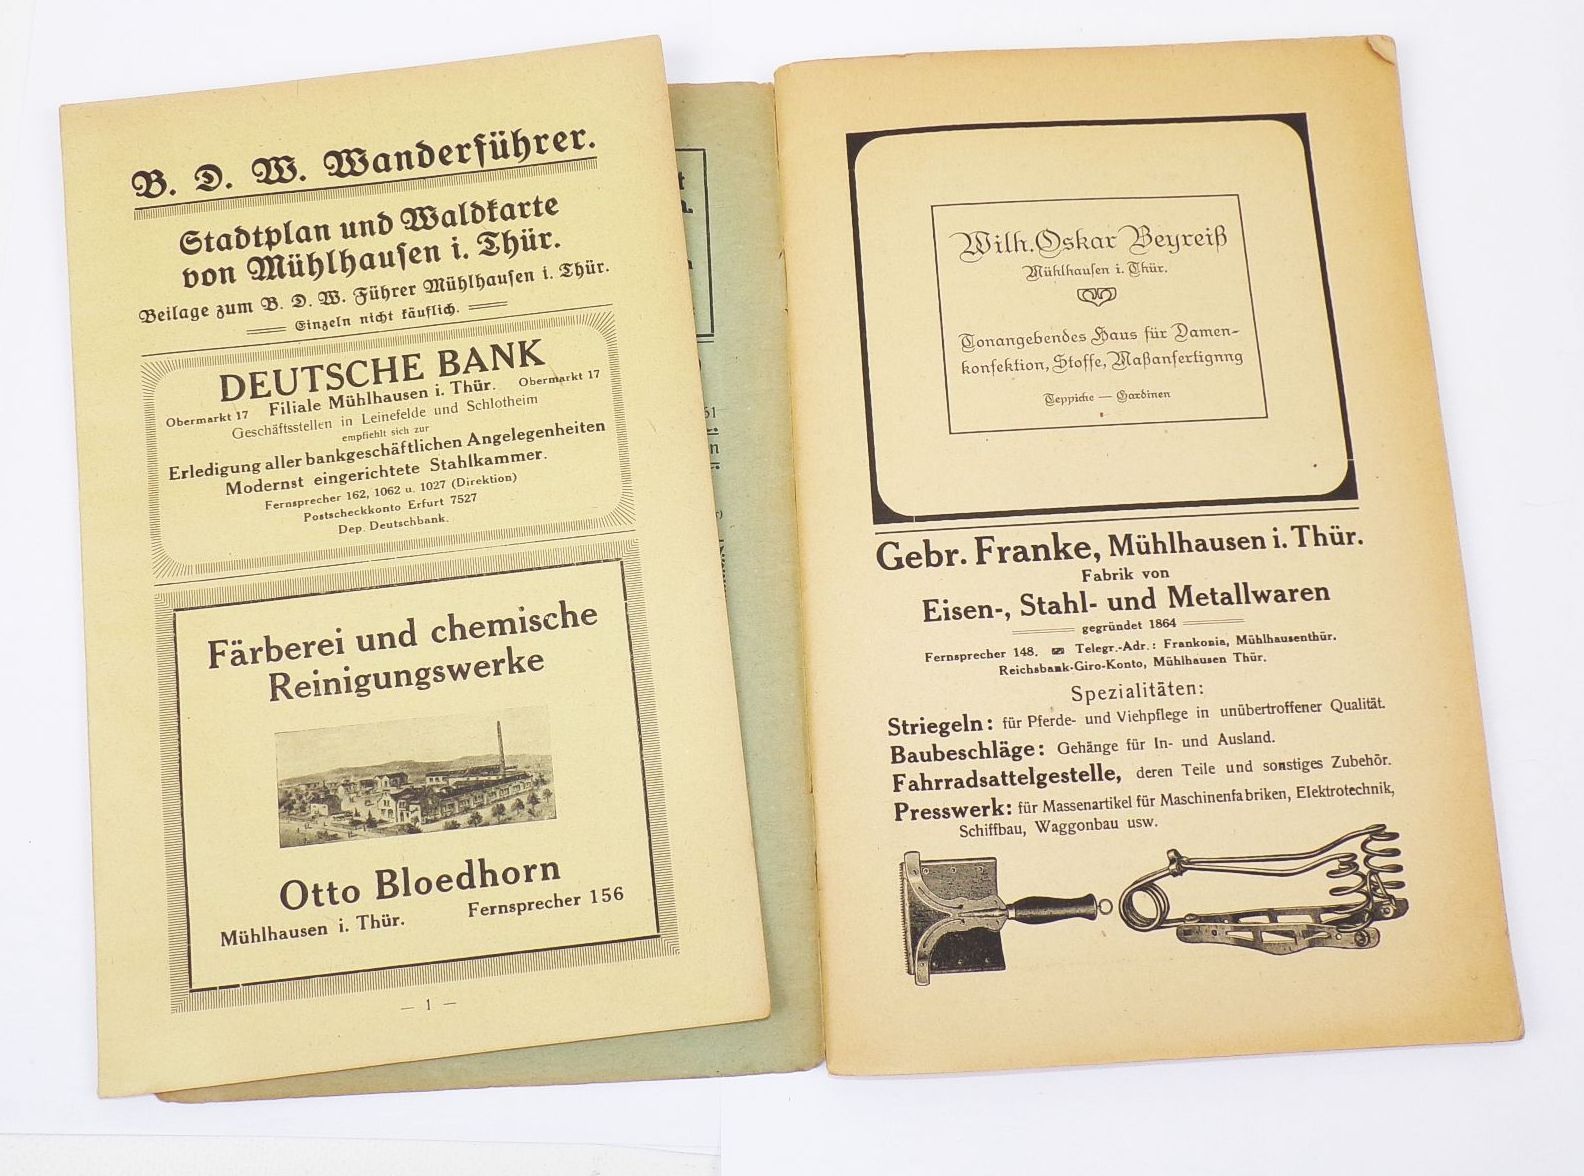 B. D. W. Wanderführer.
Stadtplan und Waldkarte
von Mühlhausen i. Thür.
Beilage zum B. D. W. Führer Mühlhausen i. Thür.
Einzeln nicht käuflich.
DEUTSCHE BANK
Obermarkt 17 Filiale Mühlhausen i. Thür. Obermarkt 17
Geschäftsstellen in Leinefelde und Schlotheim
empfiehlt sich zur
Erledigung aller bankgeschäftlichen Angelegenheiten
Modernst eingerichtete Stahlkammer.
Fernsprecher 162, 1062 u. 1027 (Direktion)
Postscheckkonto Erfurt 7527
Dep. Deutschbank.
Färberei und chemische
Reinigungswerke
Otto Bloedhorn
Mühlhausen i. Thür. Fernsprecher 156
— 1 —
61
Wilh. Oskar Beyreiß
Mühlhausen i. Thür.
Tonangebendes Haus für Damen-
konfektion, Stoffe, Maßanfertignng
Teppiche — Gardinen
Gebr. Franke, Mühlhausen i. Thür.
Fabrik von
Eisen-, Stahl- und Metallwaren
gegründet 1864
Fernsprecher 148. Telegr.-Adr.: Frankonia, Mühlhausenthür.
Reichsbank-Giro-Konto, Mühlhausen Thür.
Spezialitäten:
Striegeln: für Pferde- und Viehpflege in unübertroffener Qualität.
Baubeschläge: Gehänge für In- und Ausland.
Fahrradsattelgestelle, deren Teile und sonstiges Zubehör.
Presswerk: für Massenartikel für Maschinenfabriken, Elektrotechnik,
Schiffbau, Waggonbau usw.